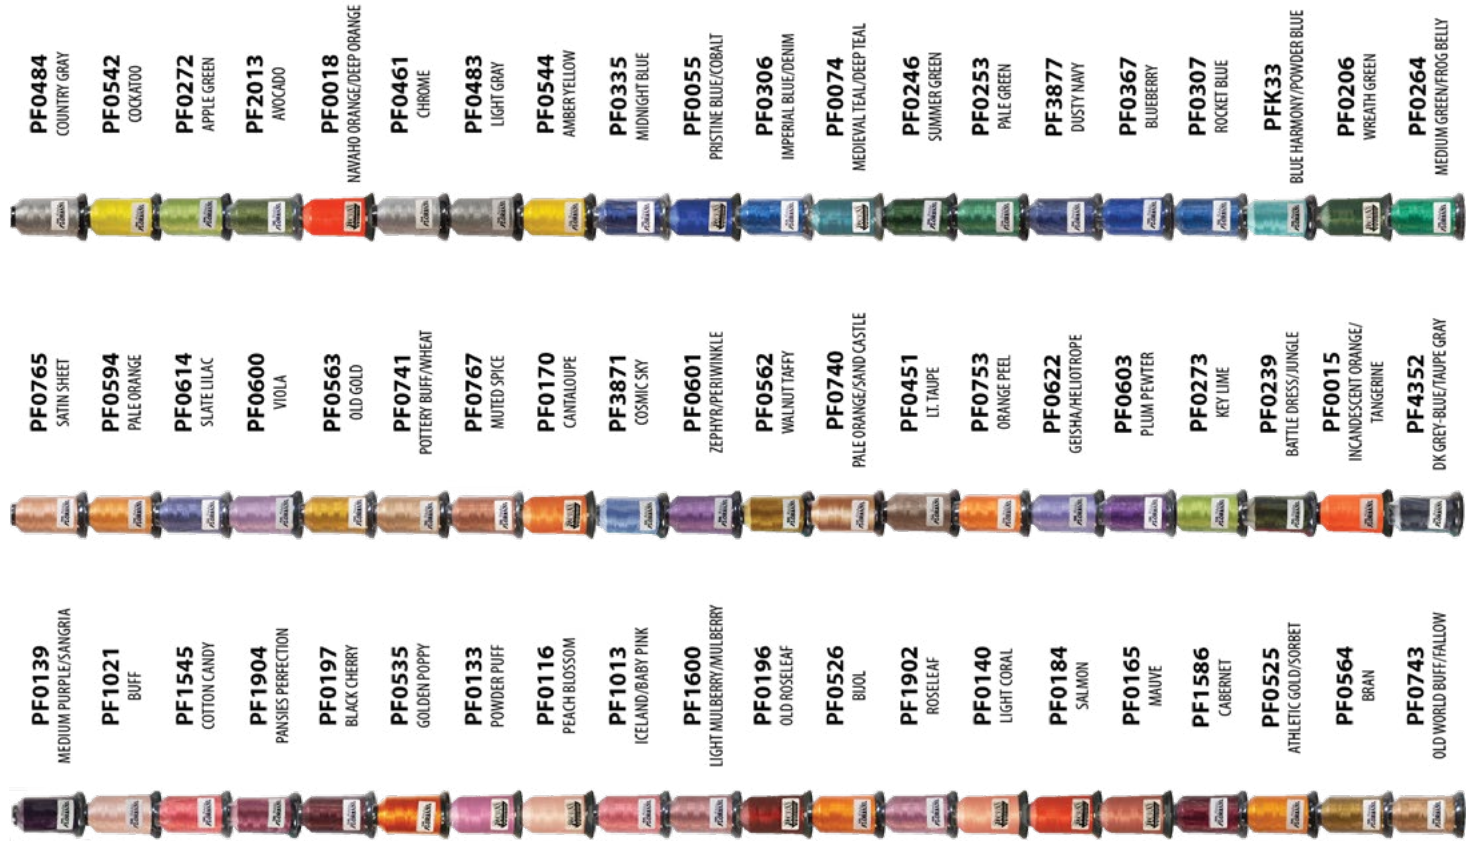 PF0484
COUNTRY GRAY
PF0542
COCKATOO
PF0272
APPLE GREEN
PF2013
AVOCADO
PF0018
NAVAHO ORANGE/DEEP ORANGE
PF0461
CHROME
PF0483
LIGHT GRAY
PF0544
AMBER YELLOW
PF0335
MIDNIGHT BLUE
PF0055
PRISTINE BLUE/COBALT
PF0306
IMPERIAL BLUE/DENIM
PF0074
MEDIEVAL TEAL/DEEP TEAL
PF0246
SUMMER GREEN
PF0253
PALE GREEN
PF3877
DUSTY NAVY
PF0367
BLUEBERRY
PF0307
ROCKET BLUE
PFK33
BLUE HARMONY/POWDER BLUE
PF0206
WREATH GREEN
PF0264
MEDIUM GREEN/FROG BELLY
PF0765
SATIN SHEET
PF0594
PALE ORANGE
PF0614
SLATE LILAC
PF0600
VIOLA
PF0563
OLD GOLD
PF0741
POTTERY BUFF/WHEAT
PF0767
MUTED SPICE
PF0170
CANTALOUPE
PF3871
COSMIC SKY
PF0601
ZEPHYR/PERIWINKLE
PF0562
WALNUT TAFFY
PF0740
PALE ORANGE/SAND CASTLE
PF0451
LT. TAUPE
PF0753
ORANGE PEEL
PF0622
GEISHA/HELIOTROPE
PF0603
PLUM PEWTER
PF0273
KEY LIME
PF0239
BATTLE DRESS/JUNGLE
PF0015
INCANDESCENT ORANGE/
TANGERINE
PF4352
DK GREY-BLUE/TAUPE GRAY
PF0139
MEDIUM PURPLE/SANGRIA
PF1021
BUFF
PF1545
COTTON CANDY
PF1904
PANSIES PERFECTION
PF0197
BLACK CHERRY
PF0535
GOLDEN POPPY
PF0133
POWDER PUFF
PF0116
PEACH BLOSSOM
PF1013
ICELAND/BABY PINK
PF1600
LIGHT MULBERRY/MULBERRY
PF0196
OLD ROSELEAF
PF0526
BIJOL
PF1902
ROSELEAF
PF0140
LIGHT CORAL
PF0184
SALMON
PF0165
MAUVE
PF1586
CABERNET
PF0525
ATHLETIC GOLD/SORBET
PF0564
BRAN
PF0743
OLD WORLD BUFF/FALLOW